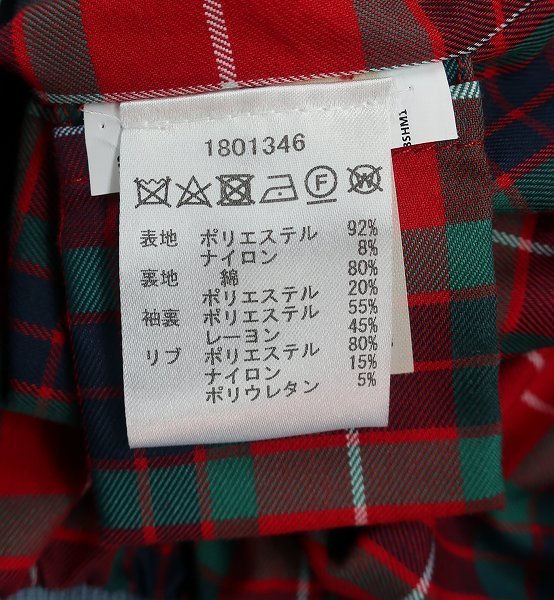 1801346
F W
表地 ポリエステル 92%
ナイロン 8%
裏地 綿 80%
ポリエステル 20%
袖裏 ポリエステル 55%
レーヨン 45%
リブ ポリエステル 80%
ナイロン 15%
ポリウレタン 5%